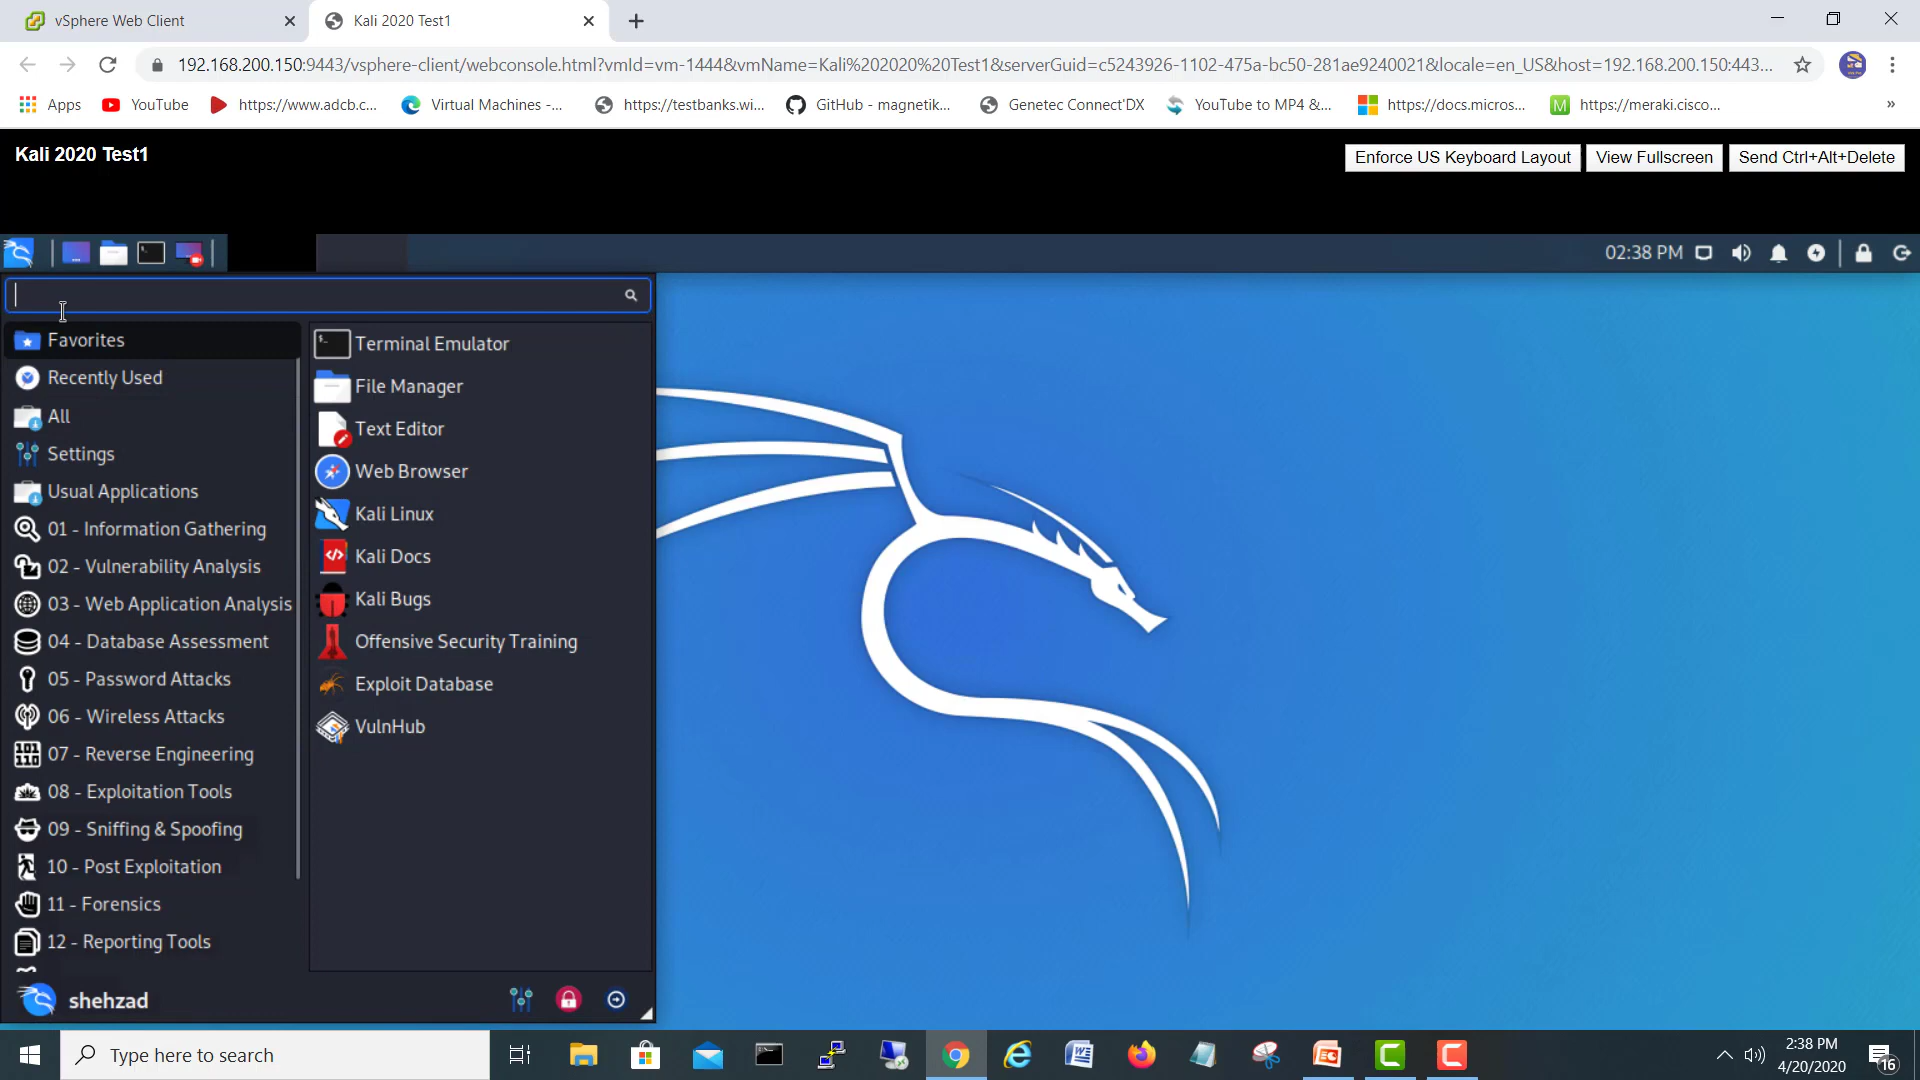 vSphere Web Client
Kali 2020 Test1
192.168.200.150:9443/vsphere-client/webconsole.html?vmId=vm-1444&vmName=Kali%202020%20Test1&serverGuid=c5243926-1102-475a-bc50-281ae9240021&locale=en_US&host=192.168.200.150:443...
Apps
YouTube
https://www.adcb.c...
Virtual Machines -...
https://testbanks.wi...
GitHub - magnetik...
Genetec Connect'DX
YouTube to MP4 &...
https://docs.micros...
M
https://meraki.cisco...
»
Kali 2020 Test1
Enforce US Keyboard Layout
View Fullscreen
Send Ctrl+Alt+Delete
02:38 PM
Favorites
Recently Used
All
Settings
Usual Applications
01 - Information Gathering
02 - Vulnerability Analysis
03 - Web Application Analysis
04 - Database Assessment
05 - Password Attacks
06 - Wireless Attacks
07 - Reverse Engineering
08 - Exploitation Tools
09 - Sniffing & Spoofing
10 - Post Exploitation
11 - Forensics
12 - Reporting Tools
Terminal Emulator
File Manager
Text Editor
Web Browser
Kali Linux
Kali Docs
Kali Bugs
Offensive Security Training
Exploit Database
VulnHub
shehzad
Type here to search
2:38 PM
4/20/2020
16